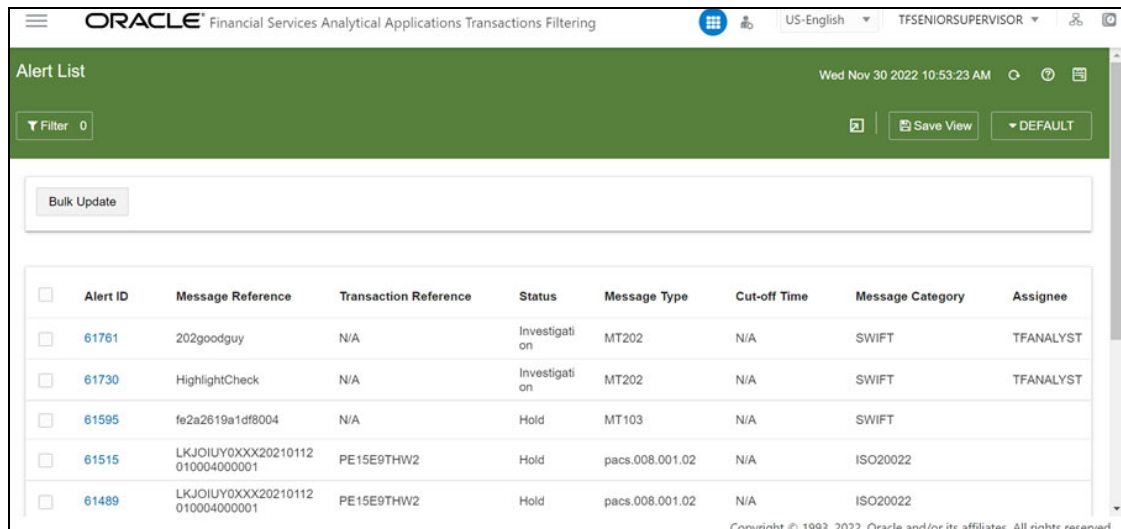 ORACLE® Financial Services Analytical Applications Transactions Filtering
US-English
TFSENIORSUPERVISOR
Alert List
Wed Nov 30 2022 10:53:23 AM
Filter 0
Save View
DEFAULT
Bulk Update
Alert ID Message Reference Transaction Reference Status Message Type Cut-off Time Message Category Assignee
61761 202goodguy N/A Investigati on MT202 N/A SWIFT TFANALYST
61730 HighlightCheck N/A Investigati on MT202 N/A SWIFT TFANALYST
61595 fe2a2619a1df8004 N/A Hold MT103 N/A SWIFT
61515 LKJOIUY0XXX20210112 010004000001 PE15E9THW2 Hold pacs.008.001.02 N/A ISO20022
61489 LKJOIUY0XXX20210112 010004000001 PE15E9THW2 Hold pacs.008.001.02 N/A ISO20022
Copyright © 1993, 2022, Oracle and/or its affiliates. All rights reserved